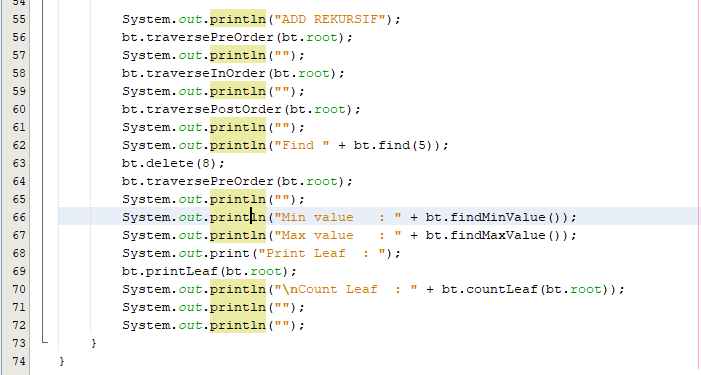 54
55 System.out.println("ADD REKURSIF");
56 bt.traversePreOrder(bt.root);
57 System.out.println("");
58 bt.traverseInOrder(bt.root);
59 System.out.println("");
60 bt.traversePostOrder(bt.root);
61 System.out.println("");
62 System.out.println("Find " + bt.find(5));
63 bt.delete(8);
64 bt.traversePreOrder(bt.root);
65 System.out.println("");
66 System.out.println("Min value   : " + bt.findMinValue());
67 System.out.println("Max value   : " + bt.findMaxValue());
68 System.out.print("Print Leaf  : ");
69 bt.printLeaf(bt.root);
70 System.out.println("\nCount Leaf  : " + bt.countLeaf(bt.root));
71 System.out.println("");
72 System.out.println("");
73 }
74 }